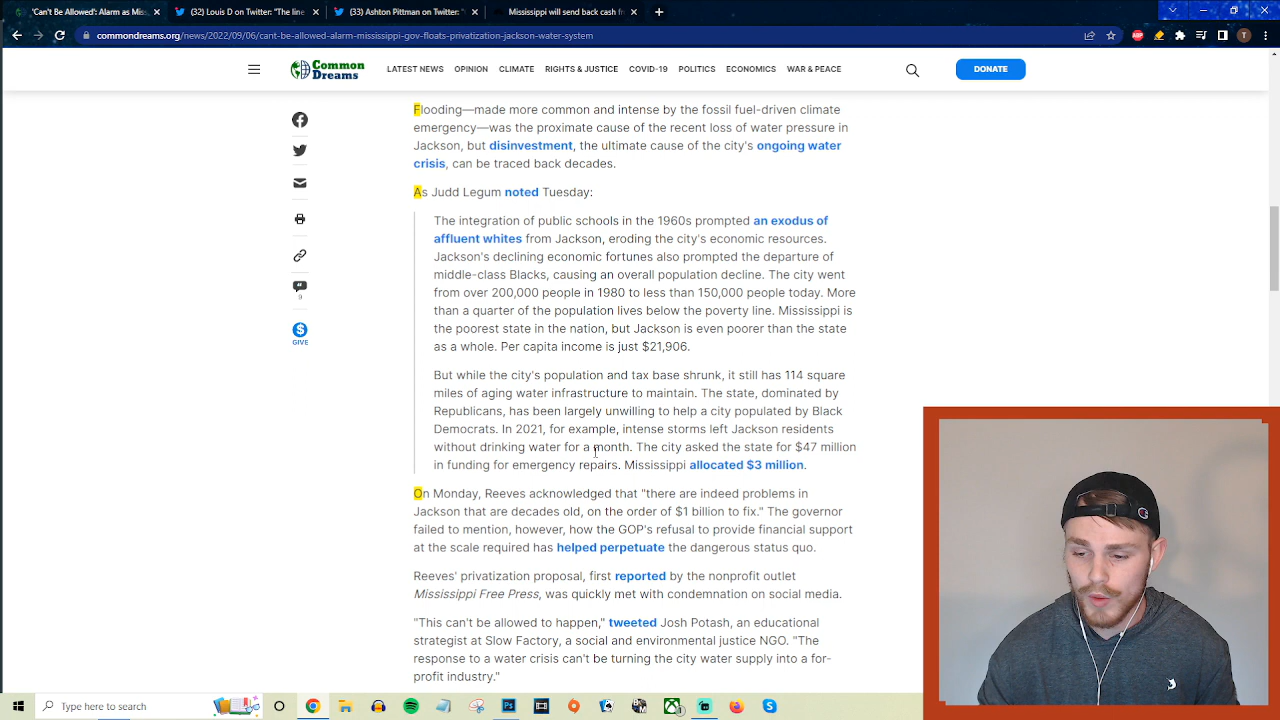 'Can't Be Allowed': Alarm as Mis
(32) Louis D on Twitter: "The line
(33) Ashton Pittman on Twitter: "
Mississippi will send back cash fr
commondreams.org/news/2022/09/06/cant-be-allowed-alarm-mississippi-gov-floats-privatization-jackson-water-system
ABP
T
Common Dreams
LATEST NEWS OPINION CLIMATE RIGHTS & JUSTICE COVID-19 POLITICS ECONOMICS WAR & PEACE
DONATE
Flooding—made more common and intense by the fossil fuel-driven climate
emergency—was the proximate cause of the recent loss of water pressure in
Jackson, but disinvestment, the ultimate cause of the city's ongoing water
crisis, can be traced back decades.
As Judd Legum noted Tuesday:
The integration of public schools in the 1960s prompted an exodus of
affluent whites from Jackson, eroding the city's economic resources.
Jackson's declining economic fortunes also prompted the departure of
middle-class Blacks, causing an overall population decline. The city went
from over 200,000 people in 1980 to less than 150,000 people today. More
than a quarter of the population lives below the poverty line. Mississippi is
the poorest state in the nation, but Jackson is even poorer than the state
as a whole. Per capita income is just $21,906.
But while the city's population and tax base shrunk, it still has 114 square
miles of aging water infrastructure to maintain. The state, dominated by
Republicans, has been largely unwilling to help a city populated by Black
Democrats. In 2021, for example, intense storms left Jackson residents
without drinking water for a month. The city asked the state for $47 million
in funding for emergency repairs. Mississippi allocated $3 million.
On Monday, Reeves acknowledged that "there are indeed problems in
Jackson that are decades old, on the order of $1 billion to fix." The governor
failed to mention, however, how the GOP's refusal to provide financial support
at the scale required has helped perpetuate the dangerous status quo.
Reeves' privatization proposal, first reported by the nonprofit outlet
Mississippi Free Press, was quickly met with condemnation on social media.
"This can't be allowed to happen," tweeted Josh Potash, an educational
strategist at Slow Factory, a social and environmental justice NGO. "The
response to a water crisis can't be turning the city water supply into a for-
profit industry."
GIVE
Type here to search